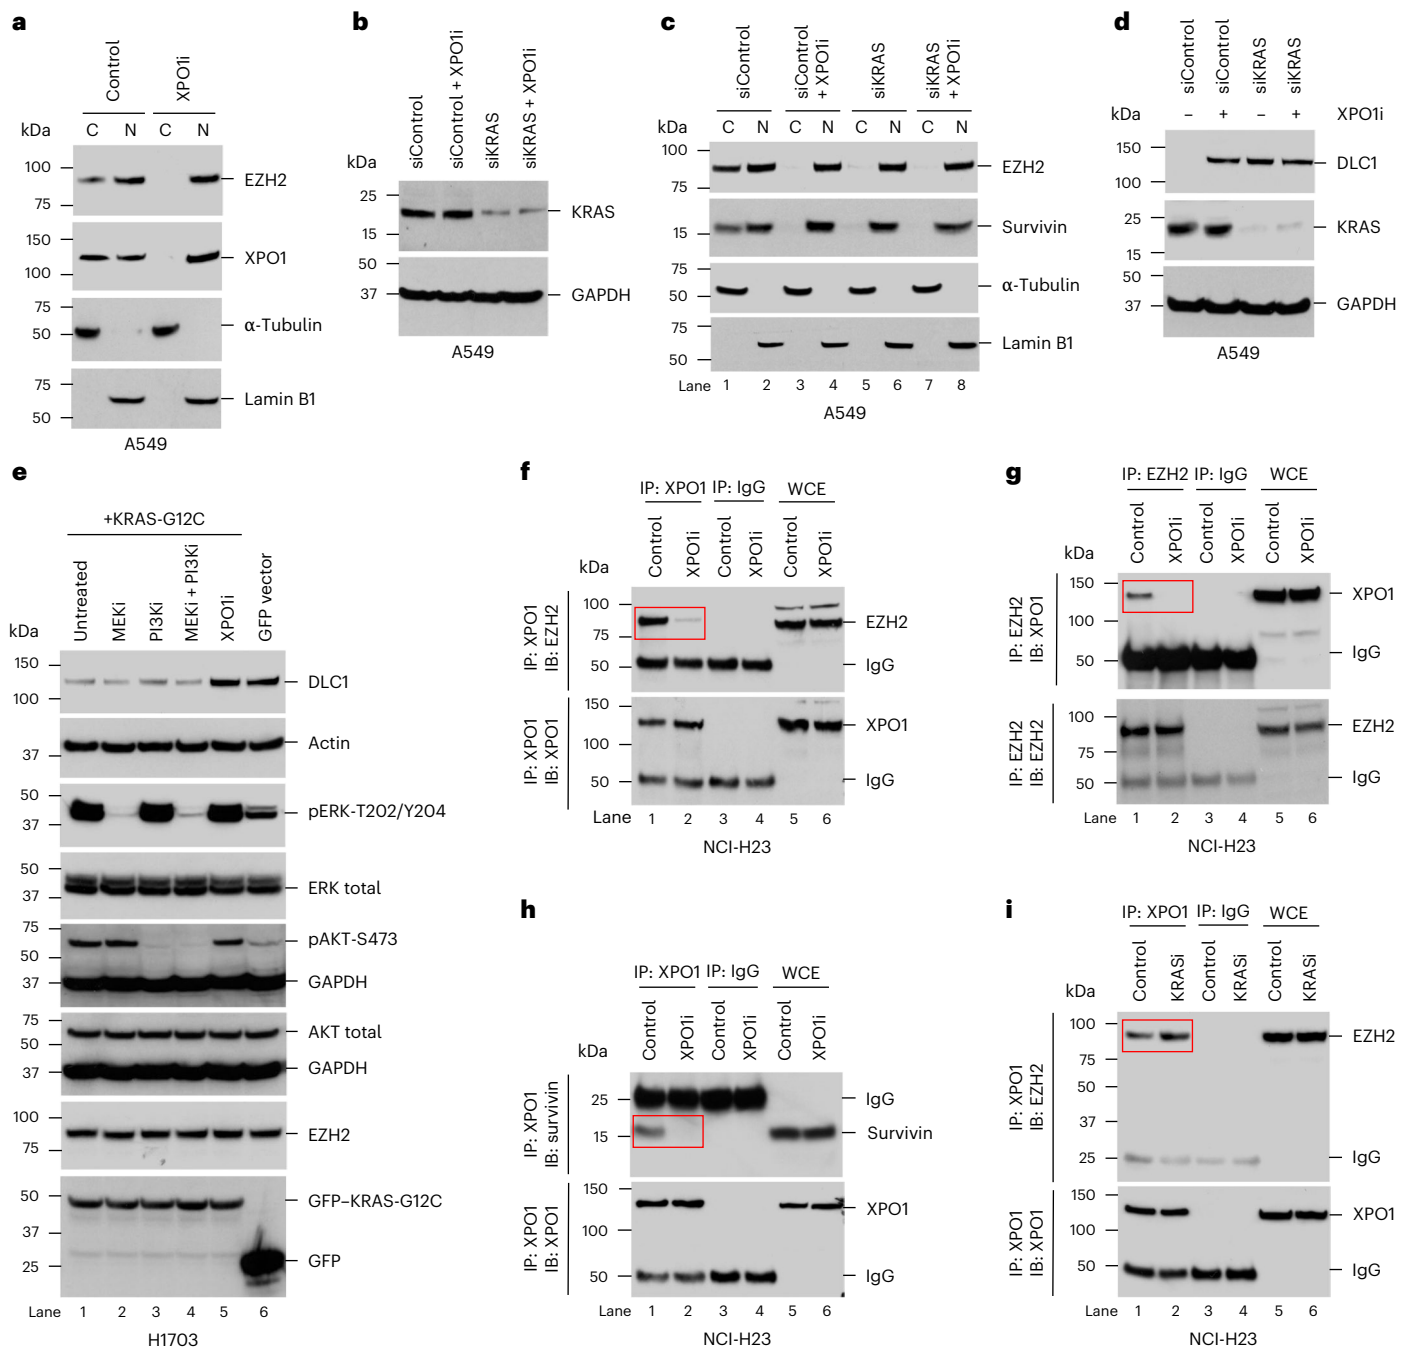 a
Control
XPO1i
kDa
C N C N
100
75
EZH2
150
100
XPO1
75
50
α-Tubulin
75
50
Lamin B1
A549
b
siControl
siControl + XPO1i
siKRAS
siKRAS + XPO1i
kDa
25
15
KRAS
50
37
GAPDH
A549
c
siControl
siControl + XPO1i
siKRAS
siKRAS + XPO1i
kDa
C N C N C N C N
100
75
EZH2
15
Survivin
75
50
α-Tubulin
75
50
Lamin B1
Lane 1 2 3 4 5 6 7 8
A549
d
siControl
siControl
siKRAS
siKRAS
kDa – + – + XPO1i
150
100
DLC1
25
15
KRAS
50
37
GAPDH
A549
e
+KRAS-G12C
Untreated
MEKi
PI3Ki
MEKi + PI3Ki
XPO1i
GFP vector
kDa
150
100
DLC1
37
Actin
50
37
pERK-T202/Y204
50
37
ERK total
75
50
37
pAKT-S473
GAPDH
75
50
37
AKT total
GAPDH
100
75
EZH2
50
37
25
GFP–KRAS-G12C
GFP
Lane 1 2 3 4 5 6
H1703
f
IP: XPO1 IP: IgG WCE
Control
XPO1i
Control
XPO1i
Control
XPO1i
kDa
IP: XPO1
IB: EZH2
100
75
50
EZH2
IgG
IP: XPO1
IB: XPO1
150
100
50
XPO1
IgG
Lane 1 2 3 4 5 6
NCI-H23
g
IP: EZH2 IP: IgG WCE
Control
XPO1i
Control
XPO1i
Control
XPO1i
kDa
IP: EZH2
IB: XPO1
150
100
50
XPO1
IgG
IP: EZH2
IB: EZH2
100
75
50
EZH2
IgG
Lane 1 2 3 4 5 6
NCI-H23
h
IP: XPO1 IP: IgG WCE
Control
XPO1i
Control
XPO1i
Control
XPO1i
kDa
IP: XPO1
IB: survivin
25
15
IgG
Survivin
IP: XPO1
IB: XPO1
150
100
50
XPO1
IgG
Lane 1 2 3 4 5 6
NCI-H23
i
IP: XPO1 IP: IgG WCE
Control
KRASi
Control
KRASi
Control
KRASi
kDa
IP: XPO1
IB: EZH2
100
75
50
37
25
EZH2
IgG
IP: XPO1
IB: XPO1
150
100
50
XPO1
IgG
Lane 1 2 3 4 5 6
NCI-H23